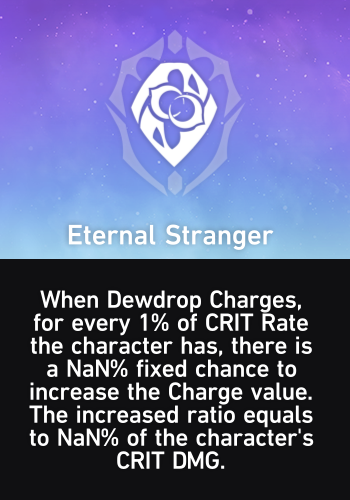 Eternal Stranger
When Dewdrop Charges,
for every 1% of CRIT Rate
the character has, there is
a NaN% fixed chance to
increase the Charge value.
The increased ratio equals
to NaN% of the character's
CRIT DMG.